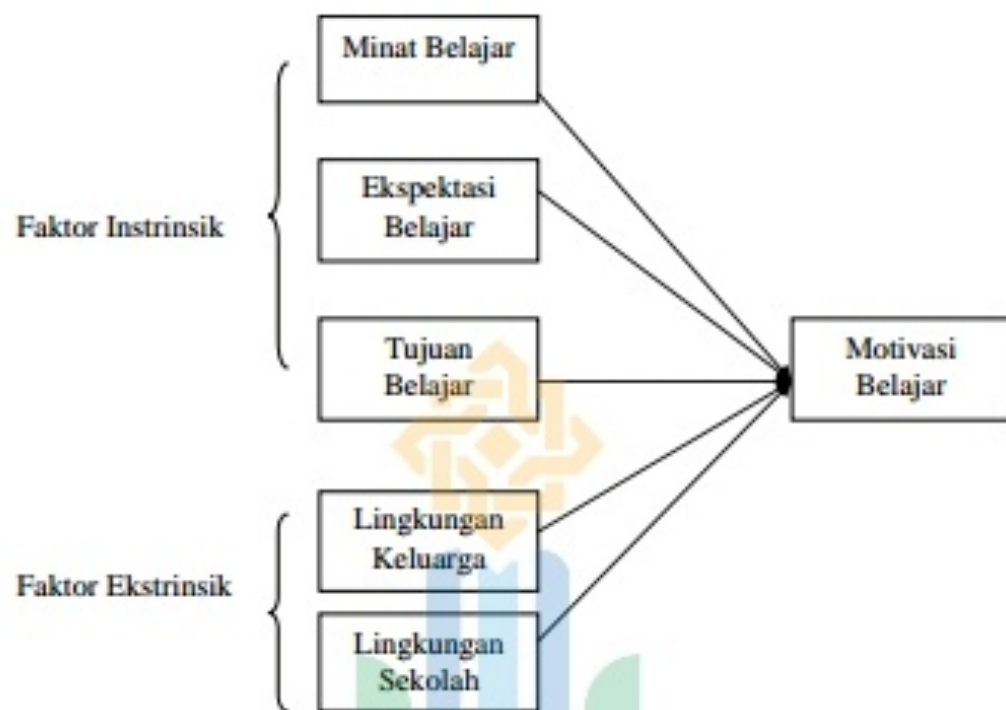 Minat Belajar
Ekspektasi
Belajar
Faktor Instrinsik
Tujuan
Belajar
Motivasi
Belajar
Lingkungan
Keluarga
Faktor Ekstrinsik
Lingkungan
Sekolah